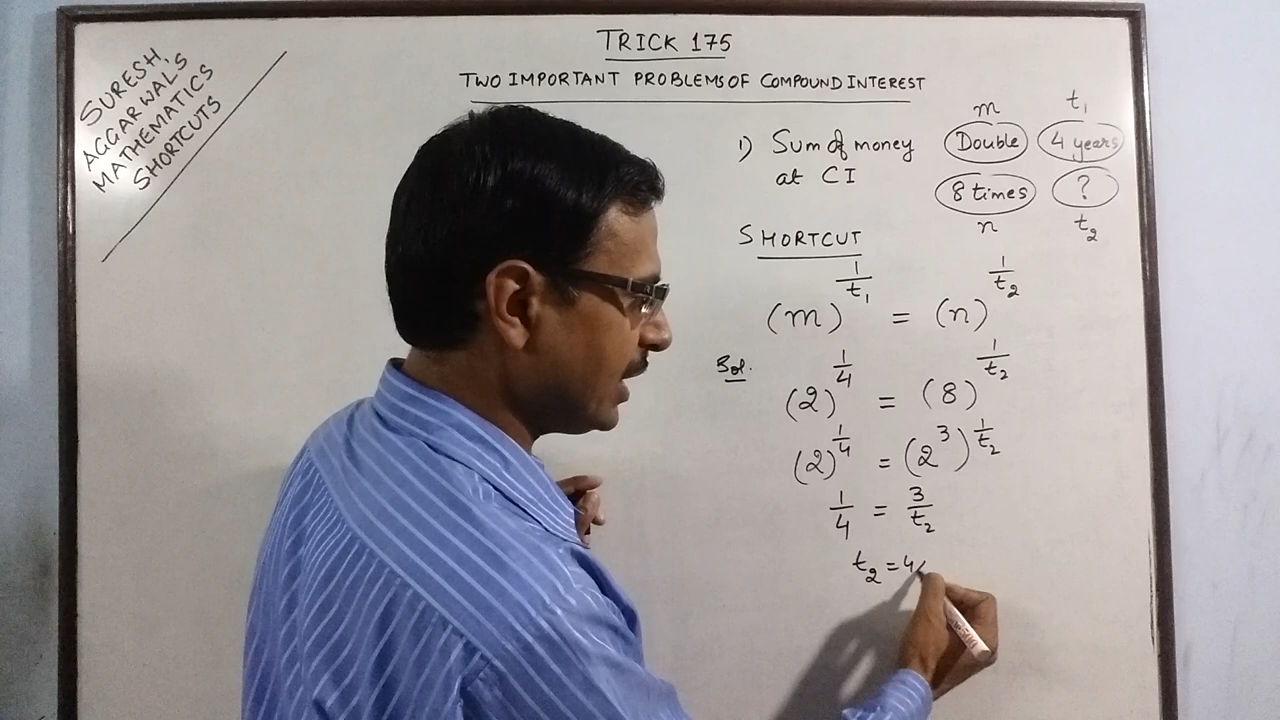 SURESH
AGGARWAL'S
MATHEMATICS
SHORTCUTS
TRICK 175
TWO IMPORTANT PROBLEMS OF COMPOUND INTEREST
m t₁
1) Sum of money Double 4 years
at CI 8 times ?
n t₂
SHORTCUT
(m)^(1/t₁) = (n)^(1/t₂)
Sol. (2)^(1/4) = (8)^(1/t₂)
(2)^(1/4) = (2³)^(1/t₂)
1/4 = 3/t₂
t₂ = 4